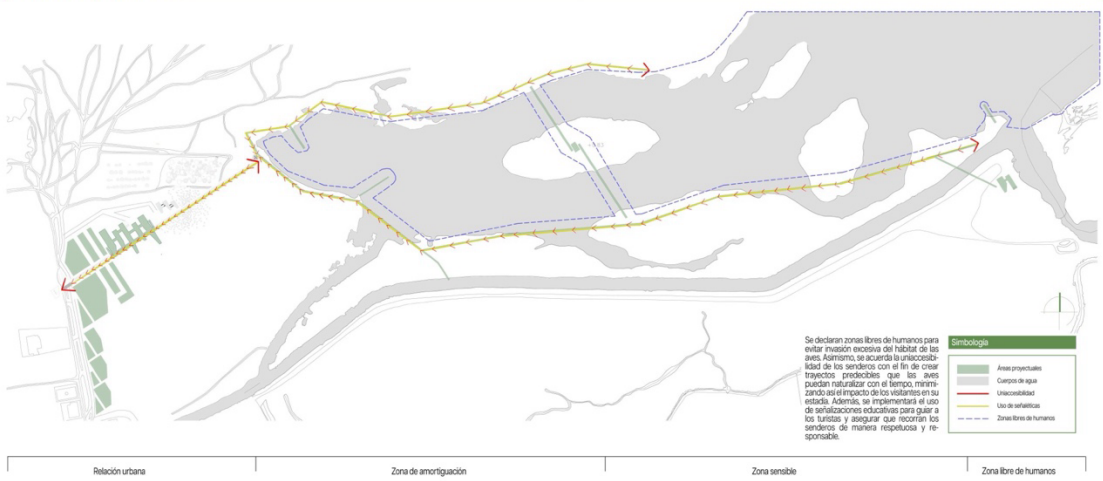 Se declaran zonas libres de humanos para
evitar invasión excesiva del hábitat de las
aves. Asimismo, se acuerda la uniaccesibi-
lidad de los senderos con el fin de crear
trayectos predecibles que las aves
puedan naturalizar con el tiempo, minimi-
zando así el impacto de los visitantes en su
estadía. Además, se implementará el uso
de señalizaciones educativas para guiar a
los turistas y asegurar que recorran los
senderos de manera respetuosa y re-
sponsable.
Simbología
Áreas proyectuales
Cuerpos de agua
Uniaccesibilidad
Uso de señaléticas
Zonas libres de humanos
Relación urbana
Zona de amortiguación
Zona sensible
Zona libre de humanos